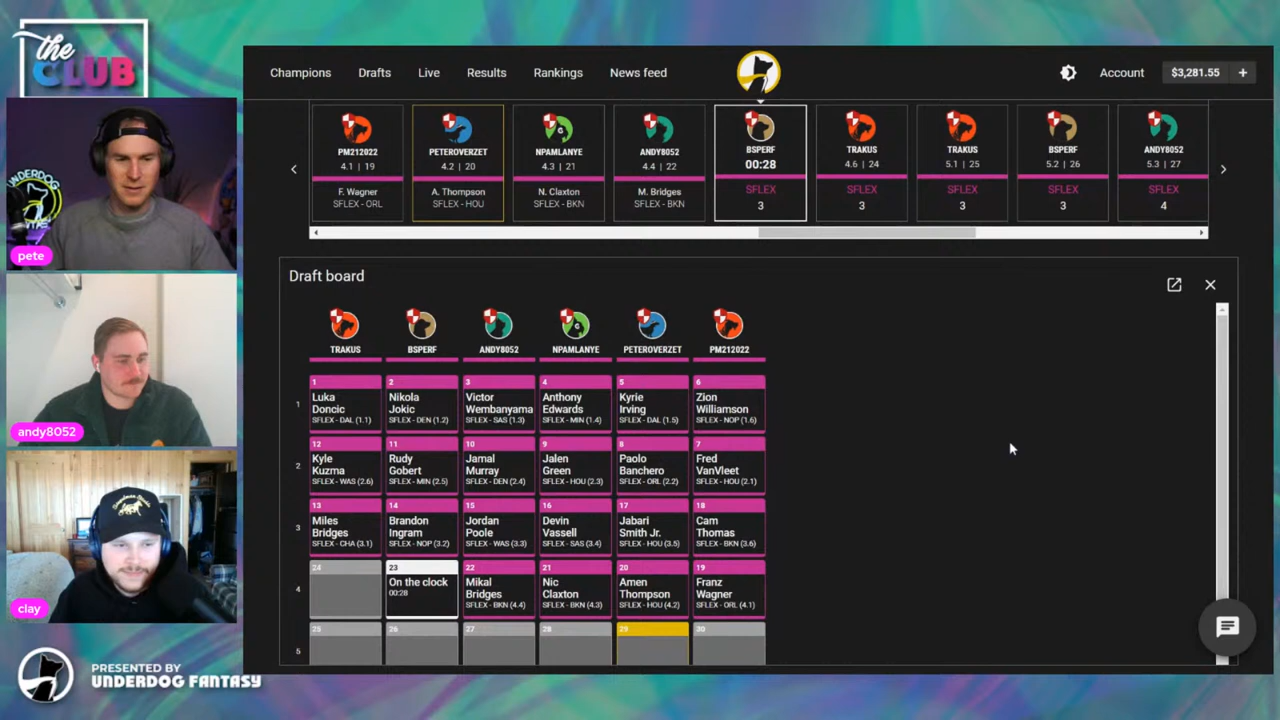 the
CLUB
pete
andy8052
clay
PRESENTED BY
UNDERDOG FANTASY
Champions Drafts Live Results Rankings News feed Account $3,281.55 +
PM212022 PETEROVERZET NPAMLANYE ANDY8052 BSPERF TRAKUS TRAKUS BSPERF ANDY8052
4.1 | 19 4.2 | 20 4.3 | 21 4.4 | 22 00:28 4.6 | 24 5.1 | 25 5.2 | 26 5.3 | 27
F. Wagner A. Thompson N. Claxton M. Bridges SFLEX SFLEX SFLEX SFLEX SFLEX
SFLEX - ORL SFLEX - HOU SFLEX - BKN SFLEX - BKN 3 3 3 3 4
Draft board
TRAKUS BSPERF ANDY8052 NPAMLANYE PETEROVERZET PM212022
1 2 3 4 5 6
1 Luka Nikola Victor Anthony Kyrie Zion
Doncic Jokic Wembanyama Edwards Irving Williamson
SFLEX - DAL (1.1) SFLEX - DEN (1.2) SFLEX - SAS (1.3) SFLEX - MIN (1.4) SFLEX - DAL (1.5) SFLEX - NOP (1.6)
12 11 10 9 8 7
2 Kyle Rudy Jamal Jalen Paolo Fred
Kuzma Gobert Murray Green Banchero VanVleet
SFLEX - WAS (2.6) SFLEX - MIN (2.5) SFLEX - DEN (2.4) SFLEX - HOU (2.3) SFLEX - ORL (2.2) SFLEX - HOU (2.1)
13 14 15 16 17 18
3 Miles Brandon Jordan Devin Jabari Cam
Bridges Ingram Poole Vassell Smith Jr. Thomas
SFLEX - CHA (3.1) SFLEX - NOP (3.2) SFLEX - WAS (3.3) SFLEX - SAS (3.4) SFLEX - HOU (3.5) SFLEX - BKN (3.6)
24 23 22 21 20 19
4 On the clock Mikal Nic Amen Franz
00:28 Bridges Claxton Thompson Wagner
SFLEX - BKN (4.4) SFLEX - BKN (4.3) SFLEX - HOU (4.2) SFLEX - ORL (4.1)
25 26 27 28 29 30
5